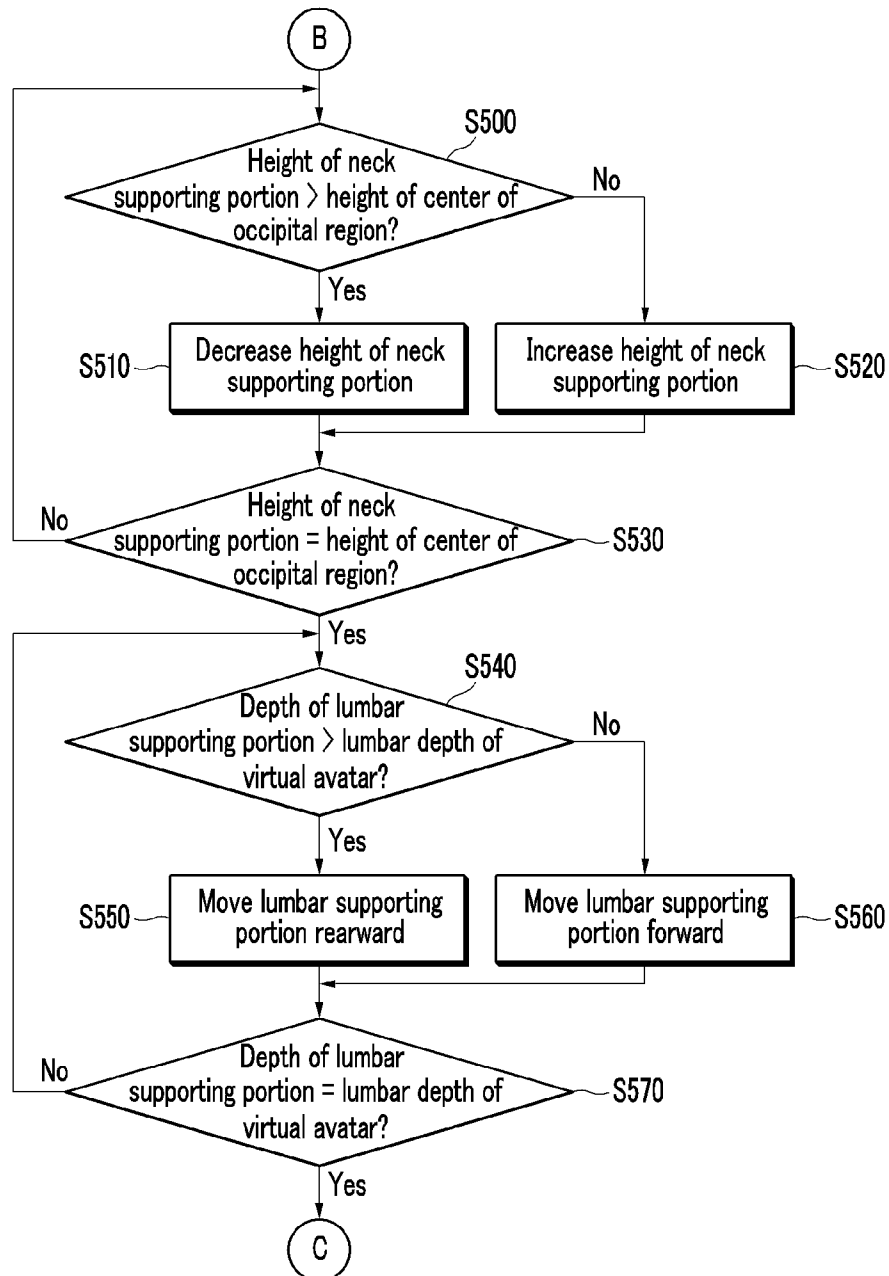 B
S500
Height of neck
supporting portion > height of center of
occipital region?
No
Yes
S510
Decrease height of neck
supporting portion
Increase height of neck
supporting portion
S520
Height of neck
supporting portion = height of center of
occipital region?
No
S530
Yes
S540
Depth of lumbar
supporting portion > lumbar depth of
virtual avatar?
No
Yes
S550
Move lumbar supporting
portion rearward
Move lumbar supporting
portion forward
S560
Depth of lumbar
supporting portion = lumbar depth of
virtual avatar?
No
S570
Yes
C